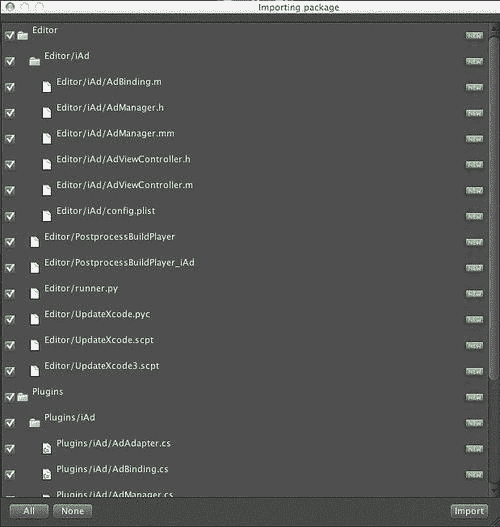 Importing package
Editor NEW
Editor/iAd NEW
Editor/iAd/AdBinding.m NEW
Editor/iAd/AdManager.h NEW
Editor/iAd/AdManager.mm NEW
Editor/iAd/AdViewController.h NEW
Editor/iAd/AdViewController.m NEW
Editor/iAd/config.plist NEW
Editor/PostprocessBuildPlayer NEW
Editor/PostprocessBuildPlayer_iAd NEW
Editor/runner.py NEW
Editor/UpdateXcode.pyc NEW
Editor/UpdateXcode.scpt NEW
Editor/UpdateXcode3.scpt NEW
Plugins NEW
Plugins/iAd NEW
Plugins/iAd/AdAdapter.cs NEW
Plugins/iAd/AdBinding.cs NEW
Plugins/iAd/AdManager.cs NEW
All None Import